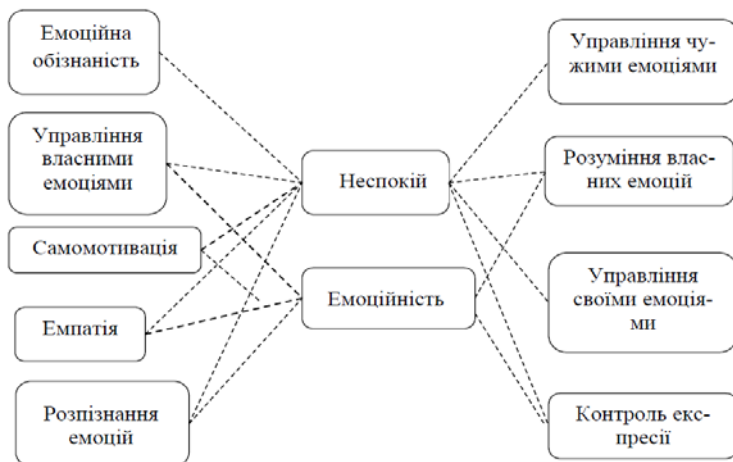 Емоційна
обізнаність
Управління
власними
емоціями
Самомотивація
Емпатія
Розпізнання
емоцій
Неспокій
Емоційність
Управління чу-
жими емоціями
Розуміння влас-
них емоцій
Управління
своїми емоція-
ми
Контроль екс-
пресії